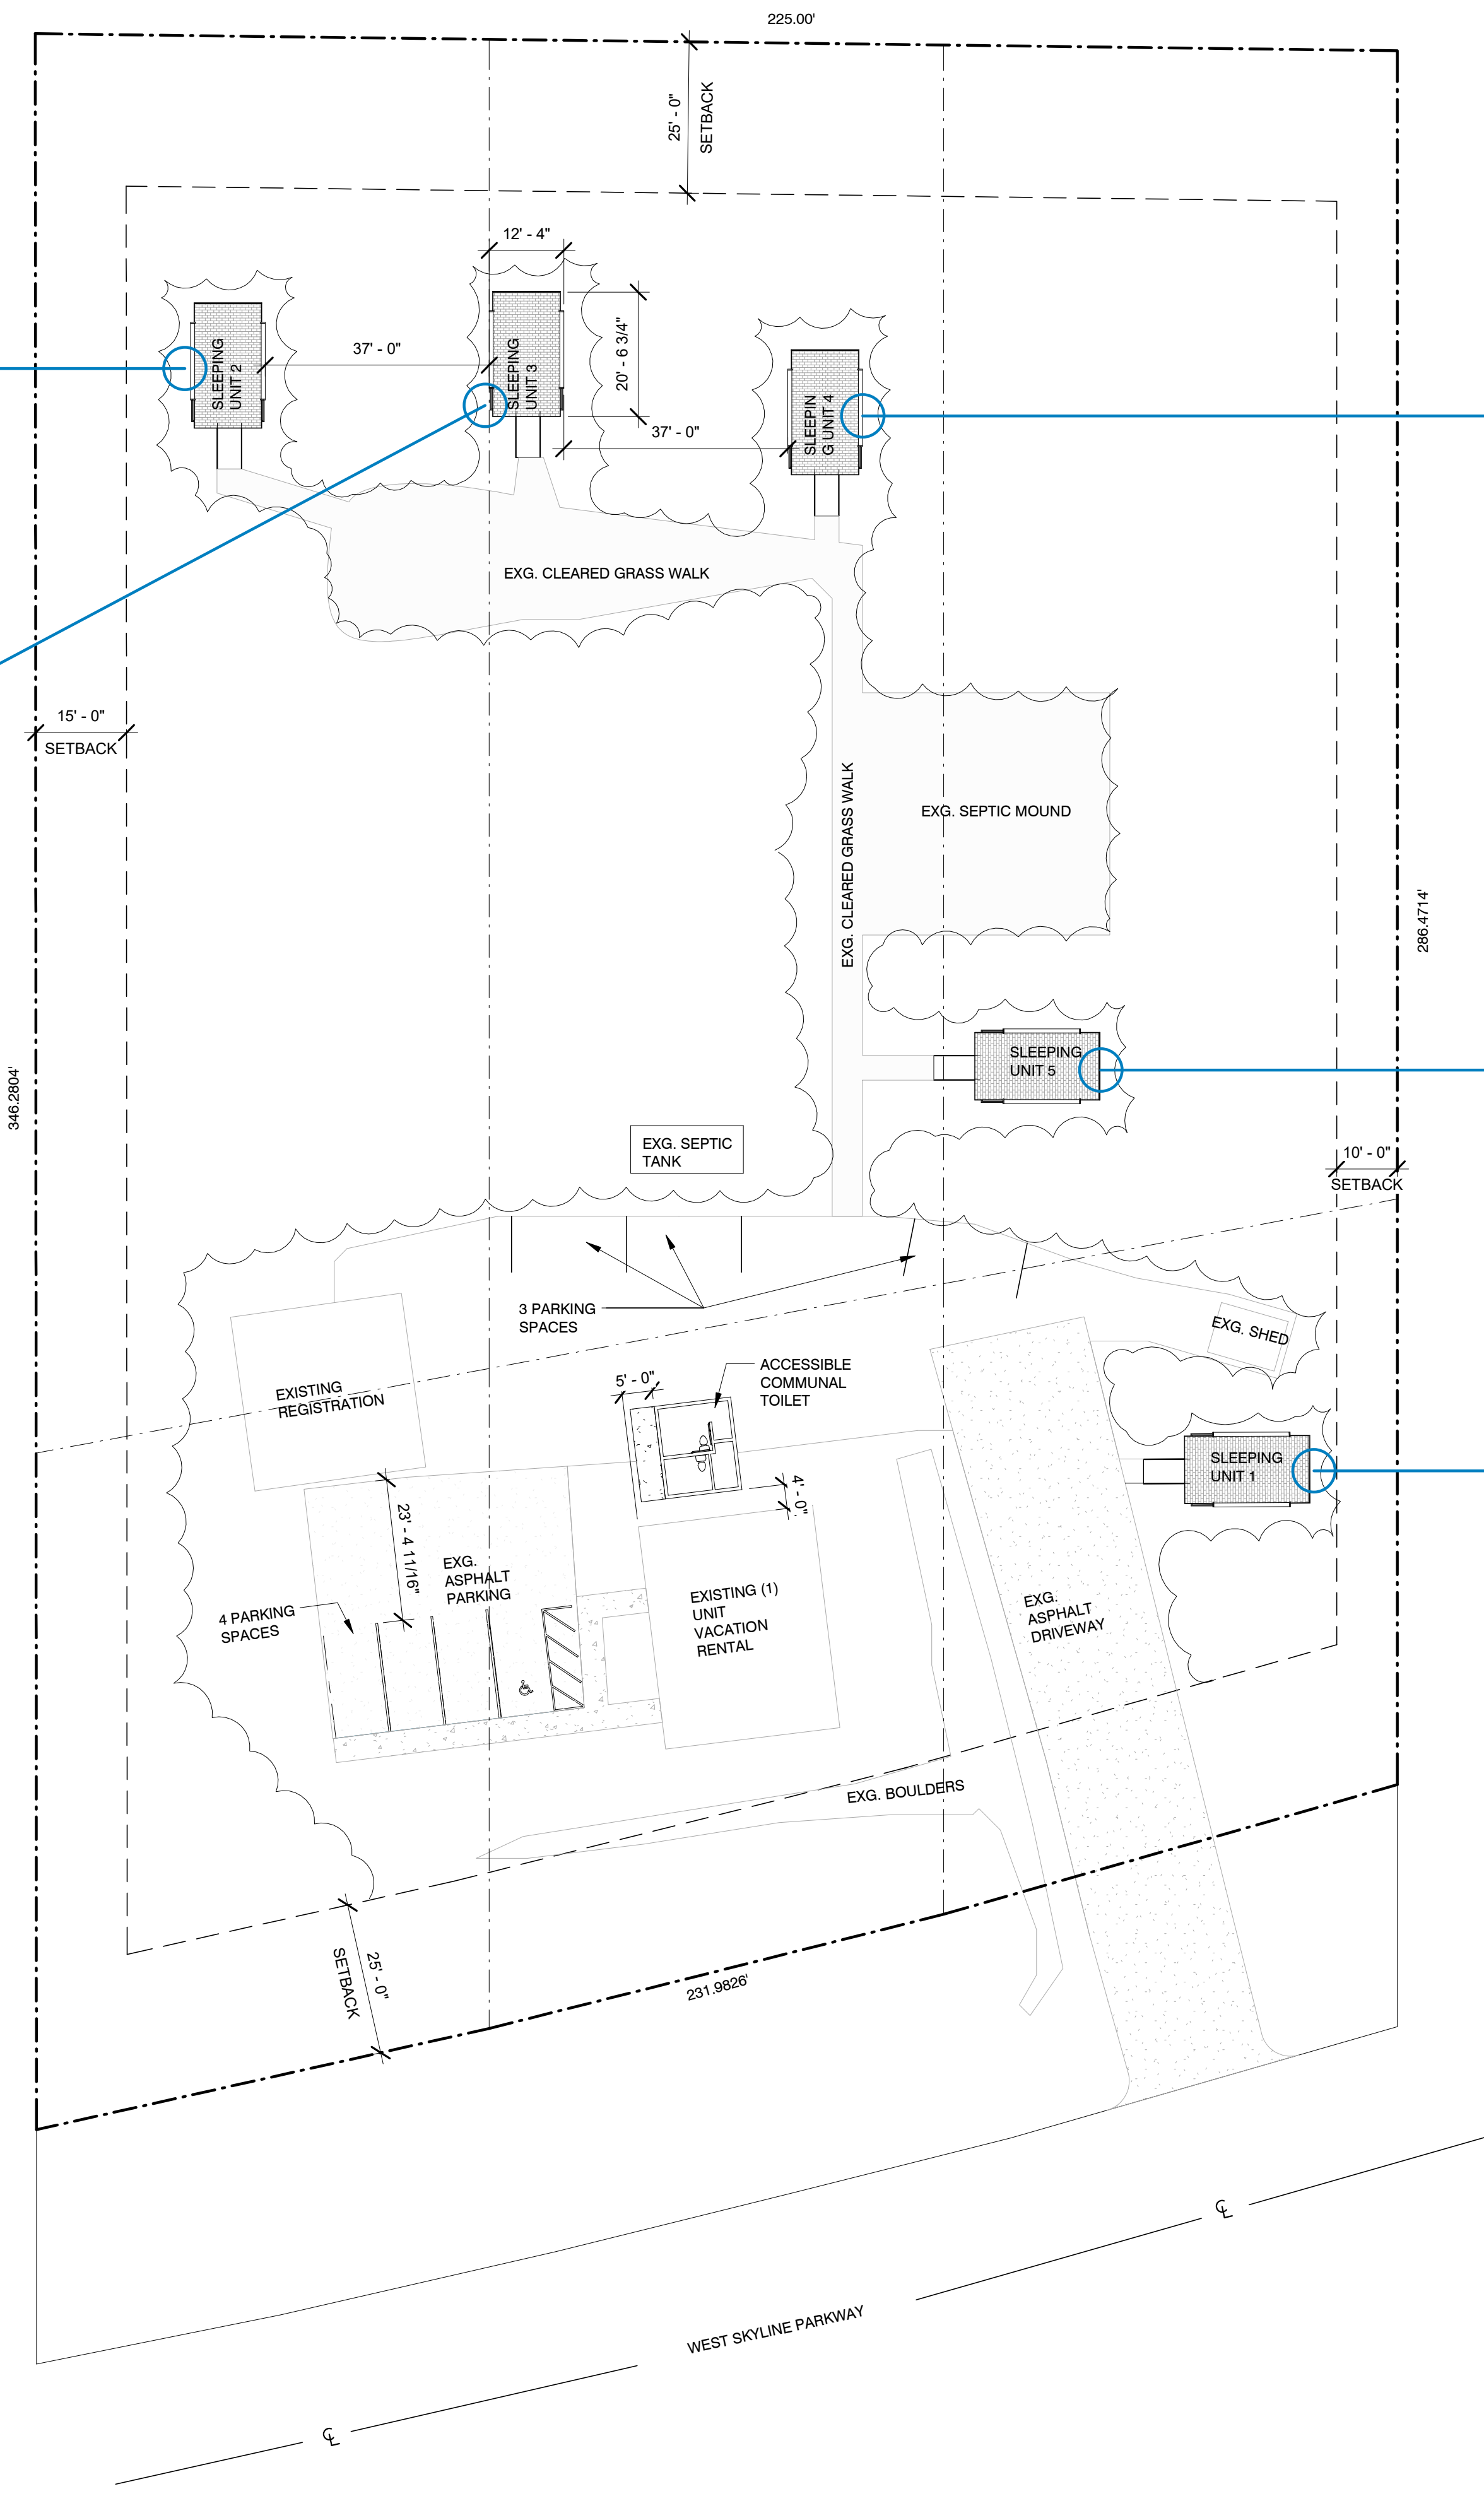 225.00'
25' - 0"
SETBACK
12' - 4"
37' - 0"
20' - 6 3/4"
SLEEPING
UNIT 2
SLEEPING
UNIT 3
37' - 0"
SLEEPIN
G UNIT 4
EXG. CLEARED GRASS WALK
15' - 0"
SETBACK
EXG. CLEARED GRASS WALK
EXG. SEPTIC MOUND
286.4714'
346.2804'
SLEEPING
UNIT 5
EXG. SEPTIC
TANK
10' - 0"
SETBACK
3 PARKING
SPACES
EXG. SHED
EXISTING
REGISTRATION
5' - 0"
ACCESSIBLE
COMMUNAL
TOILET
SLEEPING
UNIT 1
4' - 0"
23' - 4 11/16"
EXG.
ASPHALT
PARKING
4 PARKING
SPACES
EXISTING (1)
UNIT
VACATION
RENTAL
EXG.
ASPHALT
DRIVEWAY
EXG. BOULDERS
25' - 0"
SETBACK
231.9826'
CL
WEST SKYLINE PARKWAY
CL